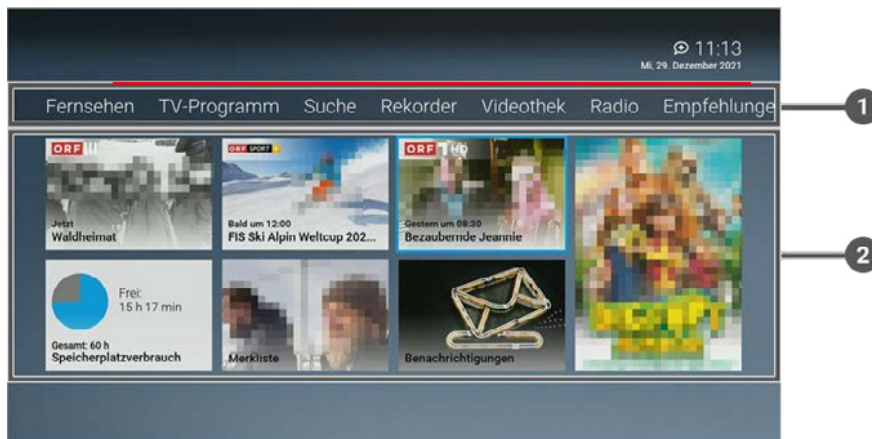 11:13
Mi, 29. Dezember 2021
Fernsehen TV-Programm Suche Rekorder Videothek Radio Empfehlunge
1
ORF III
Jetzt
Waldheimat
ORF SPORT +
Bald um 12:00
FIS Ski Alpin Weltcup 202...
ORF 1 HD
Gestern um 08:30
Bezaubernde Jeannie
2
Frei:
15 h 17 min
Gesamt: 60 h
Speicherplatzverbrauch
Merkliste
Benachrichtigungen